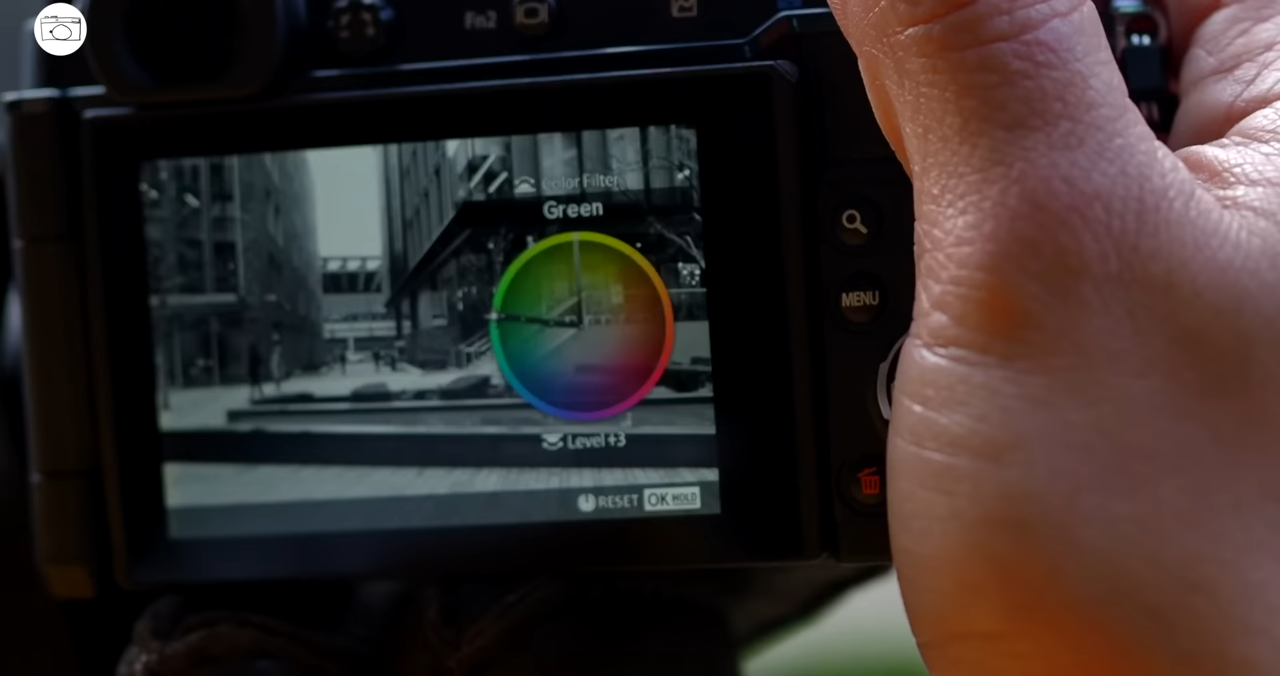 Fn2
Color Filter
Green
MENU
Level +3
RESET OK HOLD